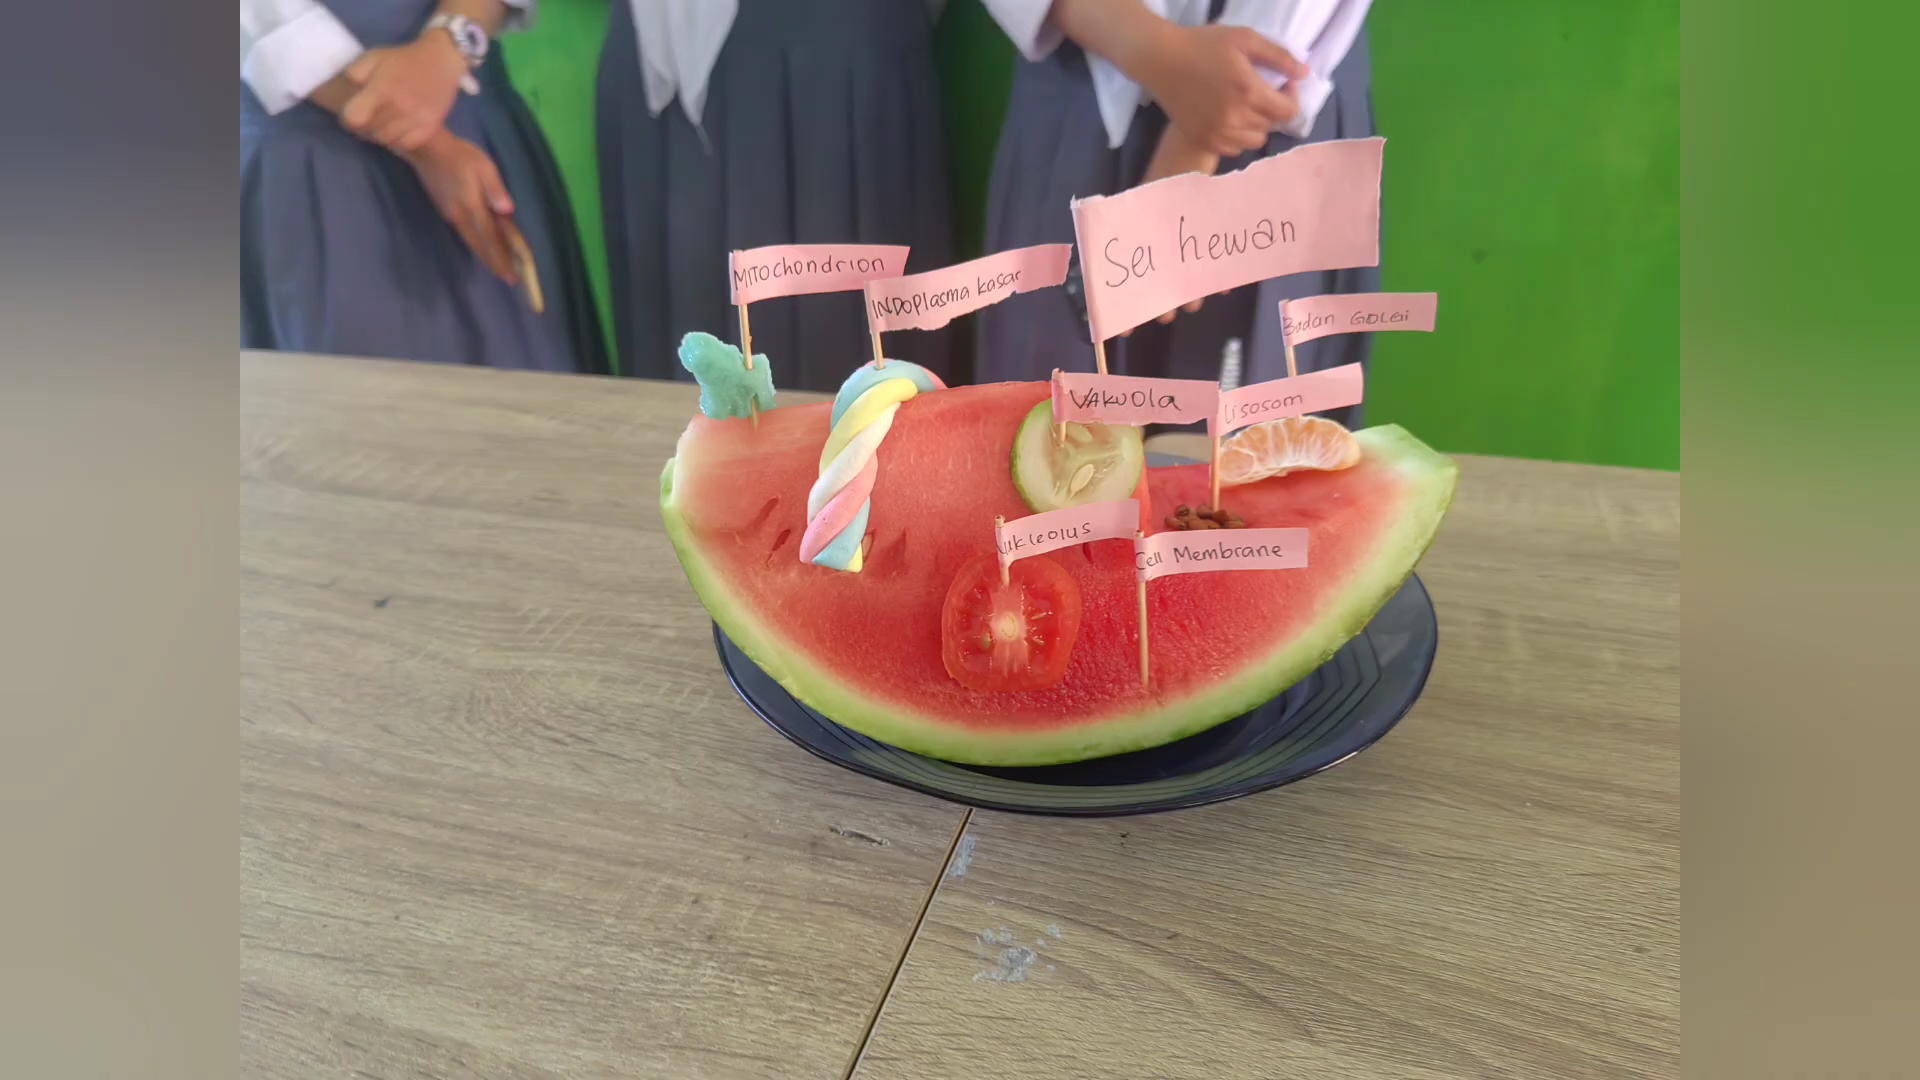 Sel hewan
MITOchondrion
INDOPlasma kasar
Badan GOLGi
VAKUOla
Lisosom
Nukleolus
Cell Membrane